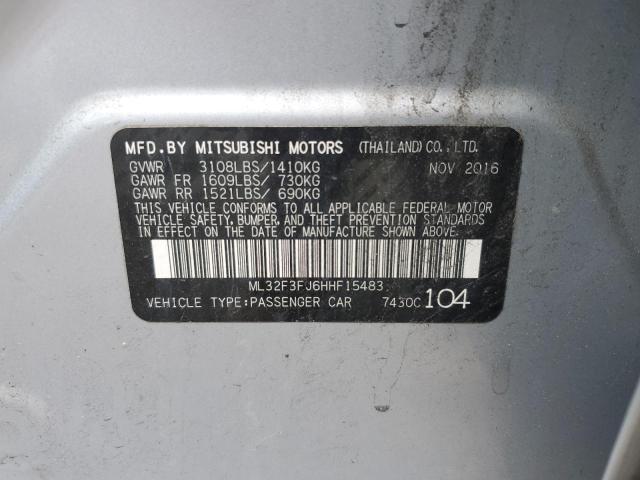 MFD.BY MITSUBISHI MOTORS (THAILAND) CO.,LTD.
GVWR 3108LBS/1410KG NOV 2016
GAWR FR 1609LBS/ 730KG
GAWR RR 1521LBS/ 690KG
THIS VEHICLE CONFORMS TO ALL APPLICABLE FEDERAL MOTOR
VEHICLE SAFETY,BUMPER,AND THEFT PREVENTION STANDARDS
IN EFFECT ON THE DATE OF MANUFACTURE SHOWN ABOVE.
ML32F3FJ6HHF15483
VEHICLE TYPE:PASSENGER CAR 7430C 104